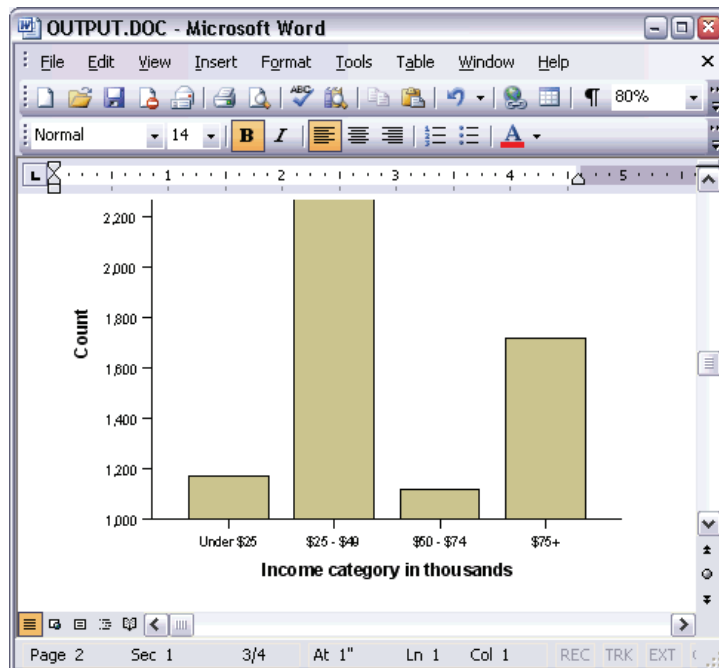 OUTPUT.DOC - Microsoft Word
File Edit View Insert Format Tools Table Window Help
ABC
80%
Normal 14 B I A
L 1 2 3 4 5
2,200
2,000
1,800
1,600
1,400
1,200
1,000
Count
Under $25 $25 - $49 $50 - $74 $75+
Income category in thousands
Page 2 Sec 1 3/4 At 1" Ln 1 Col 1 REC TRK EXT